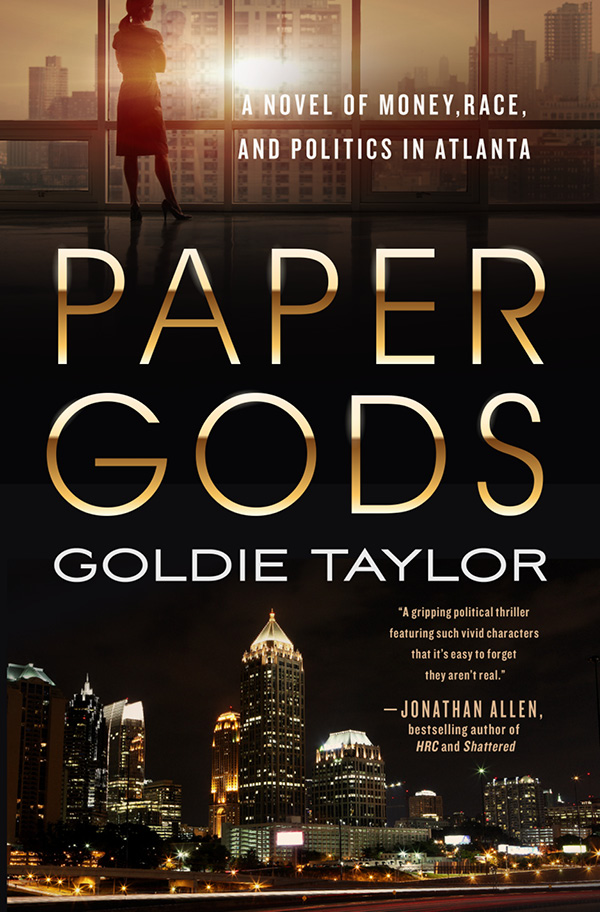 A NOVEL OF MONEY, RACE,
AND POLITICS IN ATLANTA
PAPER
GODS
GOLDIE TAYLOR
“A gripping political thriller
featuring such vivid characters
that it’s easy to forget
they aren’t real.”
—JONATHAN ALLEN,
bestselling author of
HRC and Shattered